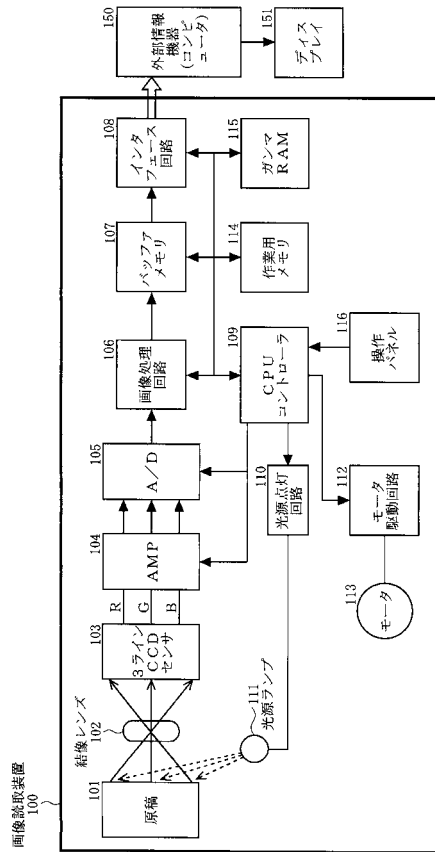 画像読取装置
100
101
原稿
結像レンズ
102
103
3ライン
CCD
センサ
R
G
B
104
AMP
105
A/D
106
画像処理
回路
107
バッファ
メモリ
108
インタ
フェース
回路
150
外部情報
機器
(コンピ
ュータ)
151
ディス
プレイ
111
光源ランプ
110
光源点灯
回路
109
CPU
コントローラ
114
作業用
メモリ
115
ガンマ
RAM
113
モータ
112
モータ
駆動回路
116
操作
パネル